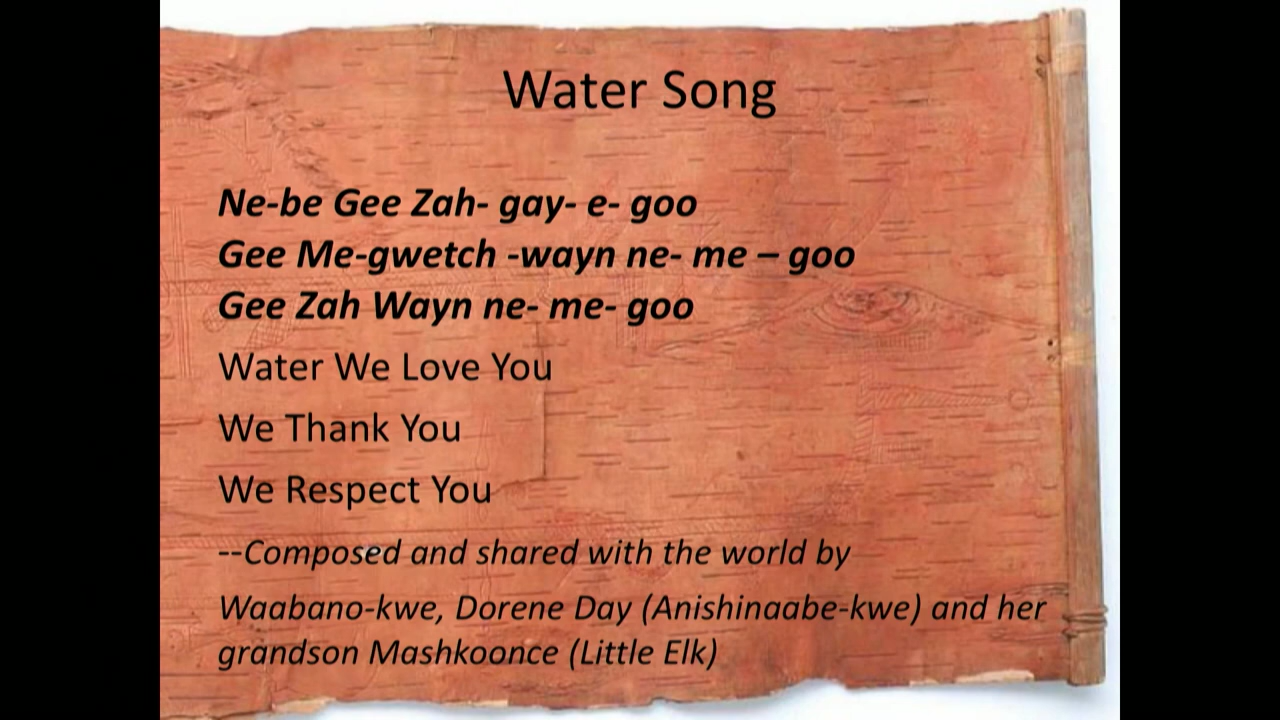 Water Song
Ne-be Gee Zah- gay- e- goo
Gee Me-gwetch -wayn ne- me – goo
Gee Zah Wayn ne- me- goo
Water We Love You
We Thank You
We Respect You
--Composed and shared with the world by
Waabano-kwe, Dorene Day (Anishinaabe-kwe) and her
grandson Mashkoonce (Little Elk)